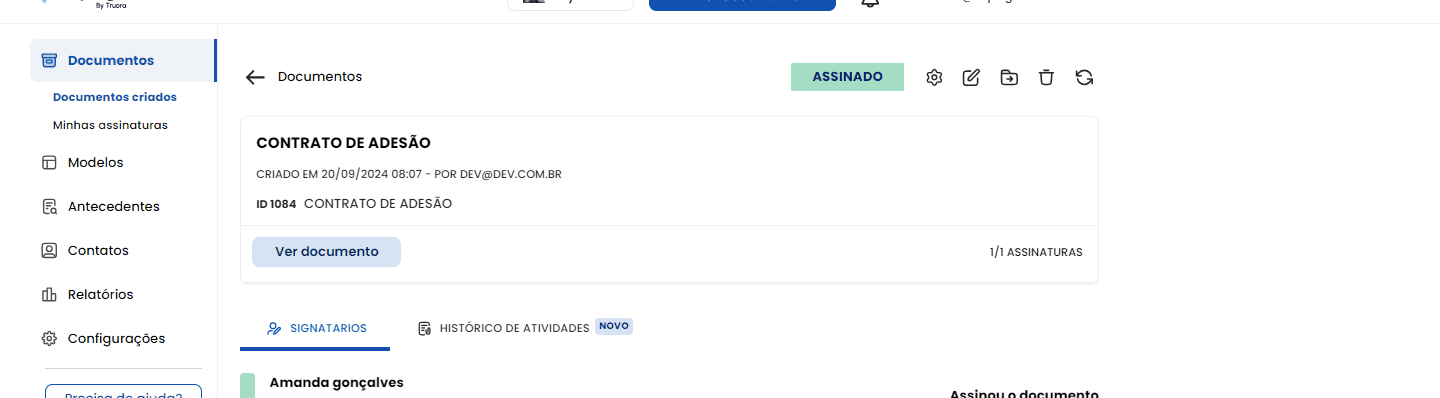 By Truora
Documentos
Documentos criados
Minhas assinaturas
Modelos
Antecedentes
Contatos
Relatórios
Configurações
Precisa de ajuda?
Documentos
ASSINADO
CONTRATO DE ADESÃO
CRIADO EM 20/09/2024 08:07 - POR DEV@DEV.COM.BR
ID 1084 CONTRATO DE ADESÃO
Ver documento
1/1 ASSINATURAS
SIGNATARIOS
HISTÓRICO DE ATIVIDADES NOVO
Amanda gonçalves
Assinou o documento